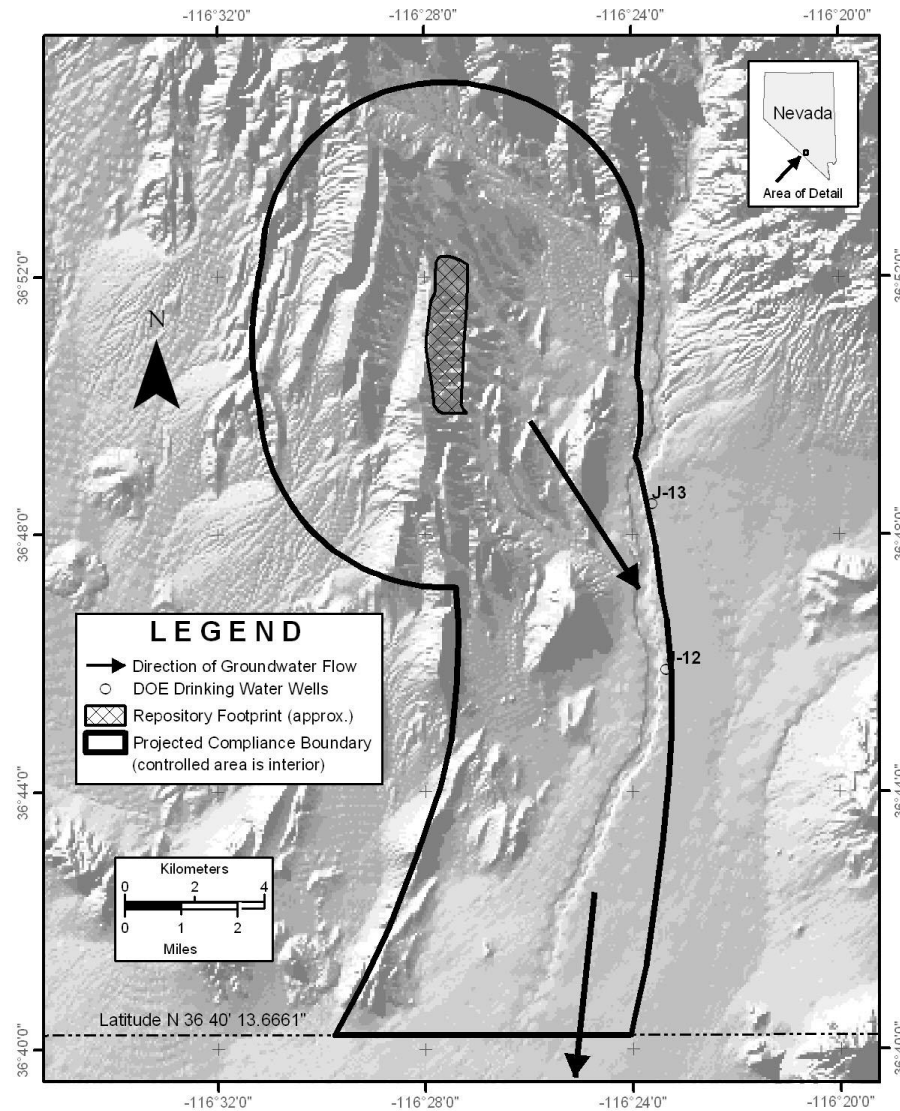 -116°32'0" -116°28'0" -116°24'0" -116°20'0"
Nevada
Area of Detail
36°52'0" 36°52'0"
N
J-13
36°48'0" 36°48'0"
LEGEND
Direction of Groundwater Flow
DOE Drinking Water Wells
Repository Footprint (approx.)
Projected Compliance Boundary
(controlled area is interior)
J-12
36°44'0" 36°44'0"
Kilometers
0 2 4
0 1 2
Miles
Latitude N 36 40' 13.6661"
36°40'0" 36°40'0"
-116°32'0" -116°28'0" -116°24'0" -116°20'0"